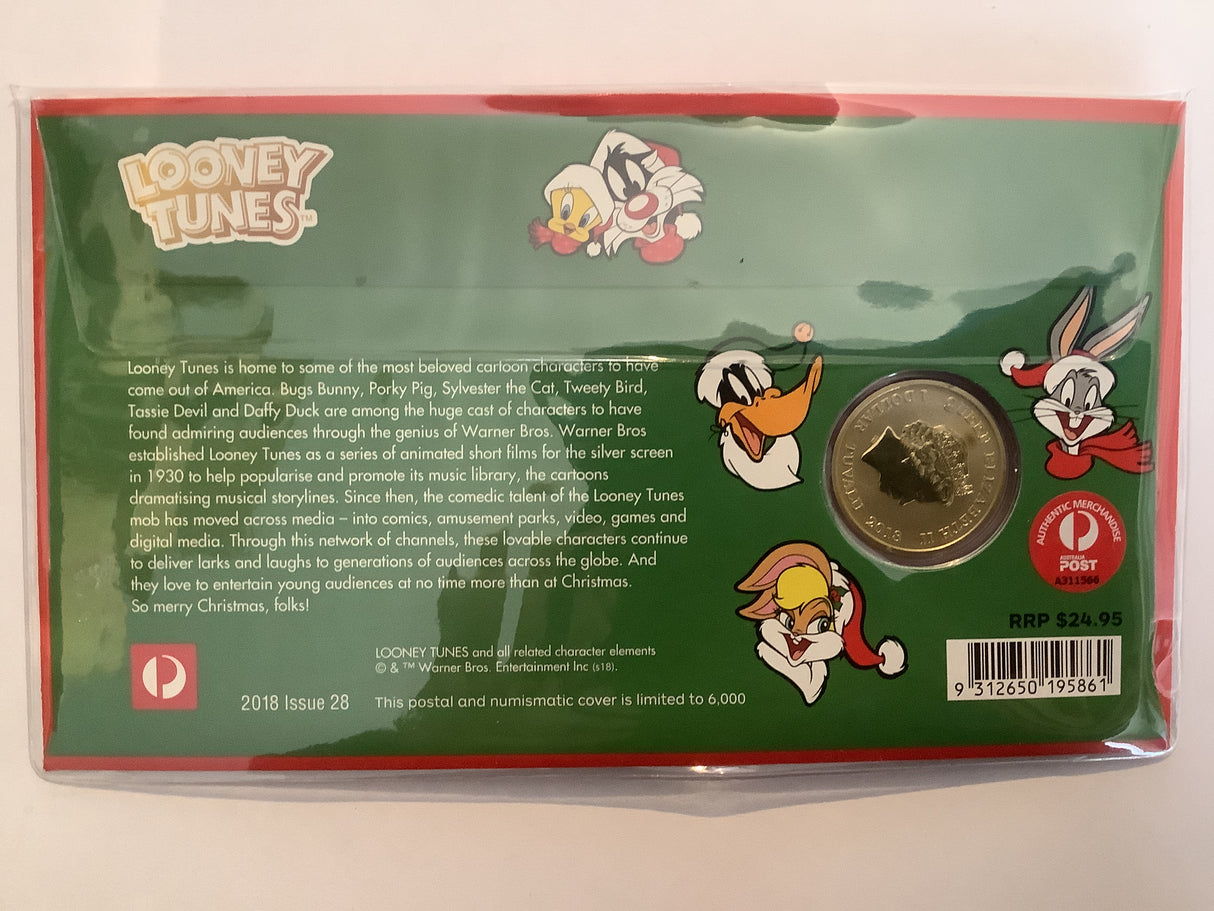 LOONEY
TUNES™
Looney Tunes is home to some of the most beloved cartoon characters to have
come out of America. Bugs Bunny, Porky Pig, Sylvester the Cat, Tweety Bird,
Tassie Devil and Daffy Duck are among the huge cast of characters to have
found admiring audiences through the genius of Warner Bros. Warner Bros
established Looney Tunes as a series of animated short films for the silver screen
in 1930 to help popularise and promote its music library, the cartoons
dramatising musical storylines. Since then, the comedic talent of the Looney Tunes
mob has moved across media – into comics, amusement parks, video, games and
digital media. Through this network of channels, these lovable characters continue
to deliver larks and laughs to generations of audiences across the globe. And
they love to entertain young audiences at no time more than at Christmas.
So merry Christmas, folks!
ELIZABETH II 2018 TUVALU 1 DOLLAR
AUTHENTIC MERCHANDISE
AUSTRALIA
POST
A311566
RRP $24.95
9 312650 195861
LOONEY TUNES and all related character elements
© & ™ Warner Bros. Entertainment Inc (s18).
2018 Issue 28
This postal and numismatic cover is limited to 6,000